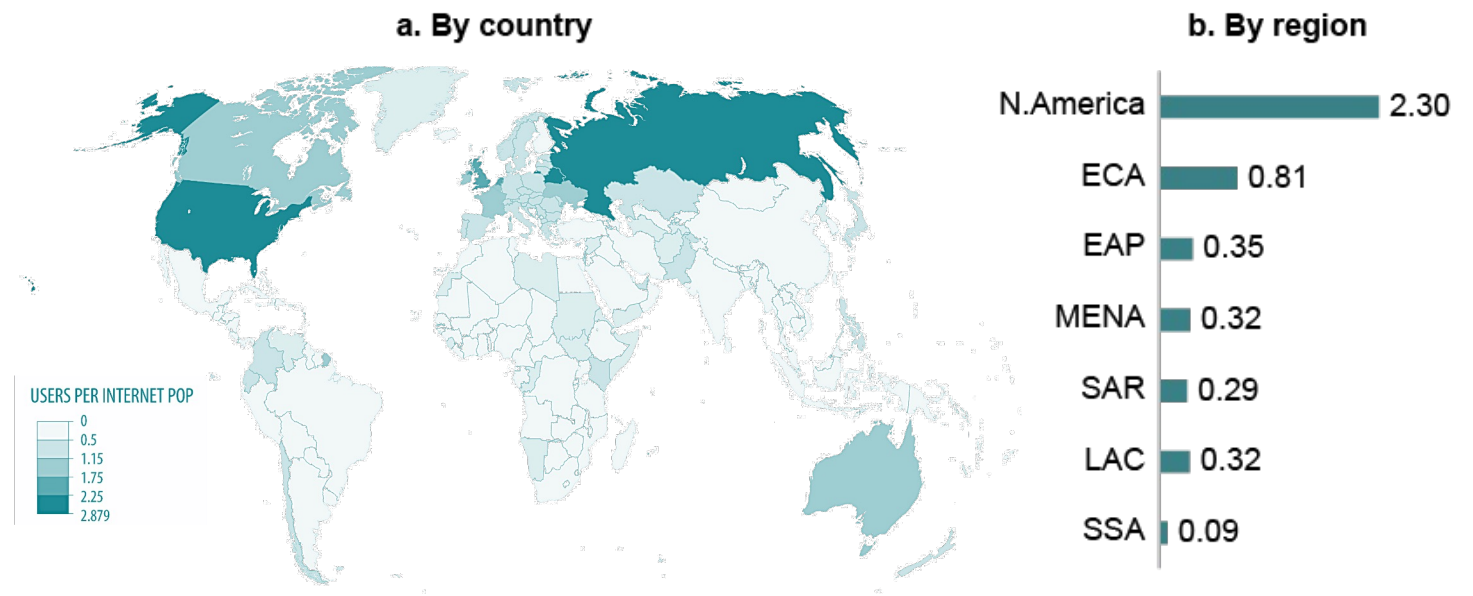 a. By country
USERS PER INTERNET POP
0
0.5
1.15
1.75
2.25
2.879
b. By region
N.America 2.30
ECA 0.81
EAP 0.35
MENA 0.32
SAR 0.29
LAC 0.32
SSA 0.09